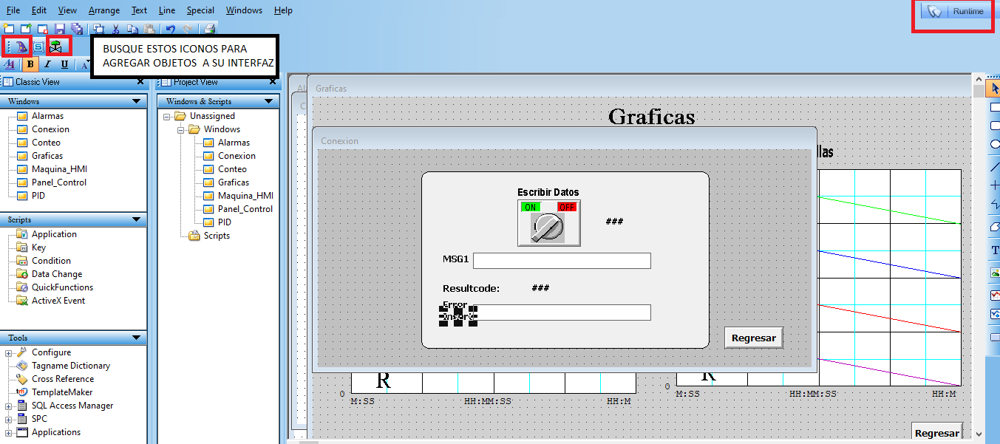 File Edit View Arrange Text Line Special Windows Help
Runtime
BUSQUE ESTOS ICONOS PARA
AGREGAR OBJETOS A SU INTERFAZ
B I U A
Classic View
Windows
Alarmas
Conexion
Conteo
Graficas
Maquina_HMI
Panel_Control
PID
Scripts
Application
Key
Condition
Data Change
QuickFunctions
ActiveX Event
Tools
Configure
Tagname Dictionary
Cross Reference
TemplateMaker
SQL Access Manager
SPC
Applications
Project View
Windows & Scripts
Unassigned
Windows
Alarmas
Conexion
Conteo
Graficas
Maquina_HMI
Panel_Control
PID
Scripts
Graficas
Graficas
Conexion
Escribir Datos
ON OFF
###
MSG1
Resultcode: ###
Error
Insert
Regresar
R
0
M:SS HH:MM:SS HH:M
R
0
M:SS HH:MM:SS HH:M
Regresar